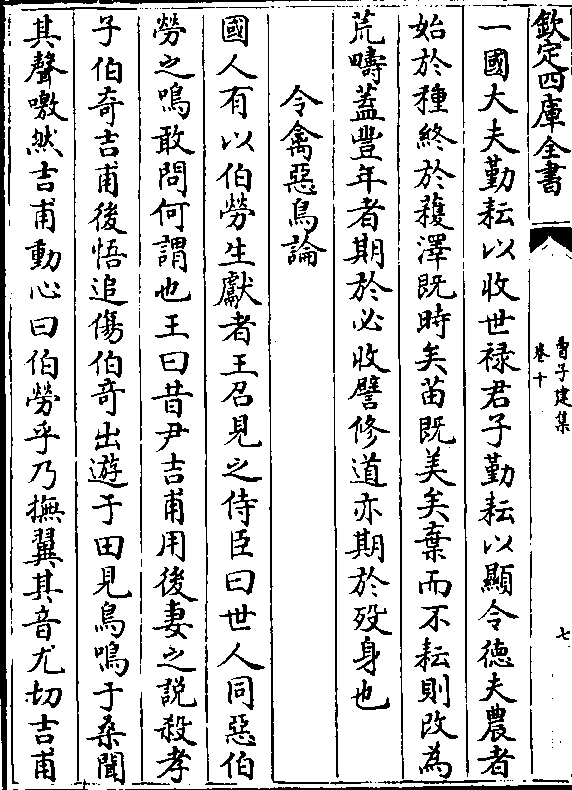 欽定四庫全書
曹子建集
卷十
七
一國大夫勤耘以收世禄君子勤耘以顯令徳夫農者
始於種終於穫澤既時矣苗既美矣棄而不耘則改為
荒疇葢豐年者期於必收譬修道亦期於殁身也
令禽惡鳥論
國人有以伯勞生獻者王召見之侍臣曰世人同惡伯
勞之鳴敢問何謂也王曰昔尹吉甫用後妻之説殺孝
子伯竒吉甫後悟追傷伯竒出遊于田見鳥鳴于桑聞
其聲噭然吉甫動心曰伯勞乎乃撫翼其音尤切吉甫